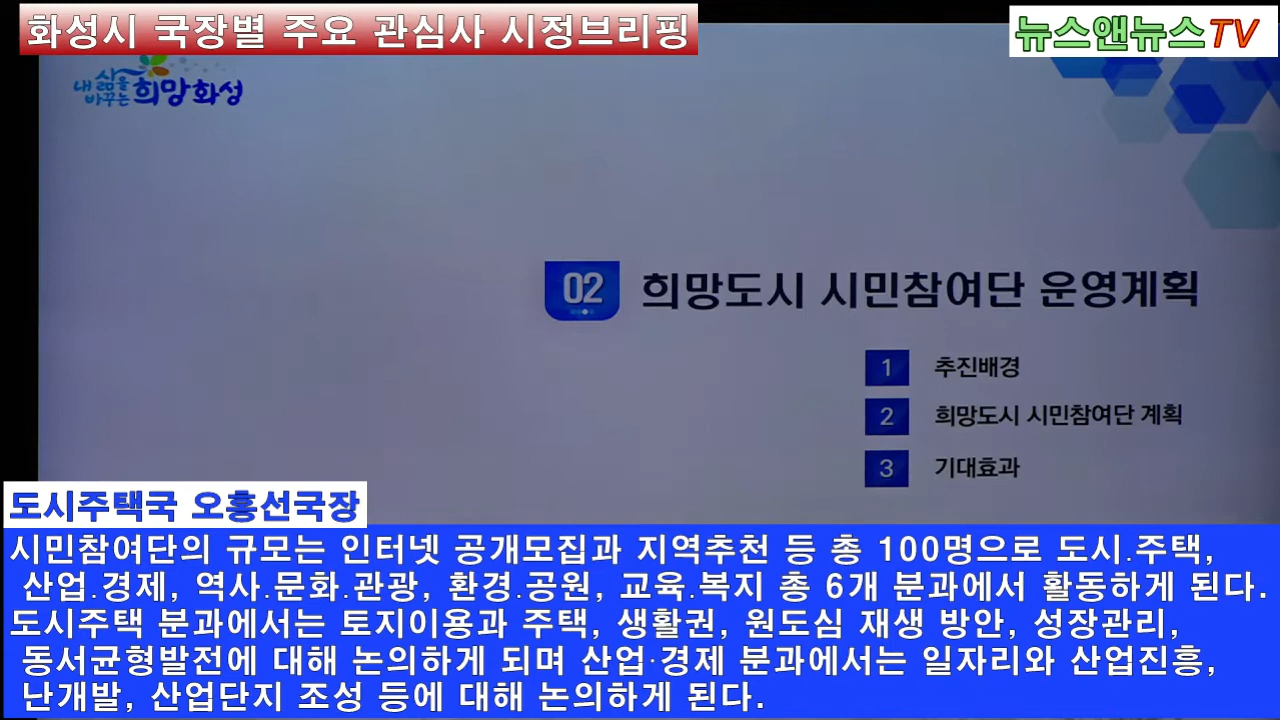 화성시 국장별 주요 관심사 시정브리핑
뉴스앤뉴스TV
내 삶을
바꾸는 희망화성
02 희망도시 시민참여단 운영계획
1 추진배경
2 희망도시 시민참여단 계획
3 기대효과
도시주택국 오홍선국장
시민참여단의 규모는 인터넷 공개모집과 지역추천 등 총 100명으로 도시.주택,
산업.경제, 역사.문화.관광, 환경.공원, 교육.복지 총 6개 분과에서 활동하게 된다.
도시주택 분과에서는 토지이용과 주택, 생활권, 원도심 재생 방안, 성장관리,
동서균형발전에 대해 논의하게 되며 산업·경제 분과에서는 일자리와 산업진흥,
난개발, 산업단지 조성 등에 대해 논의하게 된다.